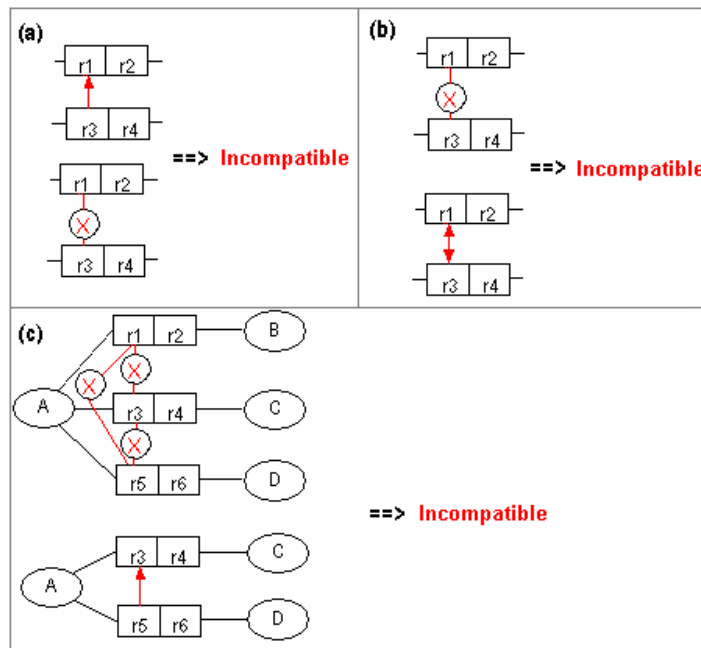 (a)
r1 r2
r3 r4
==> Incompatible
r1 r2
X
r3 r4
(b)
r1 r2
X
r3 r4
==> Incompatible
r1 r2
r3 r4
(c)
r1 r2 B
X X
A r3 r4 C
X
r5 r6 D
==> Incompatible
r3 r4 C
A
r5 r6 D